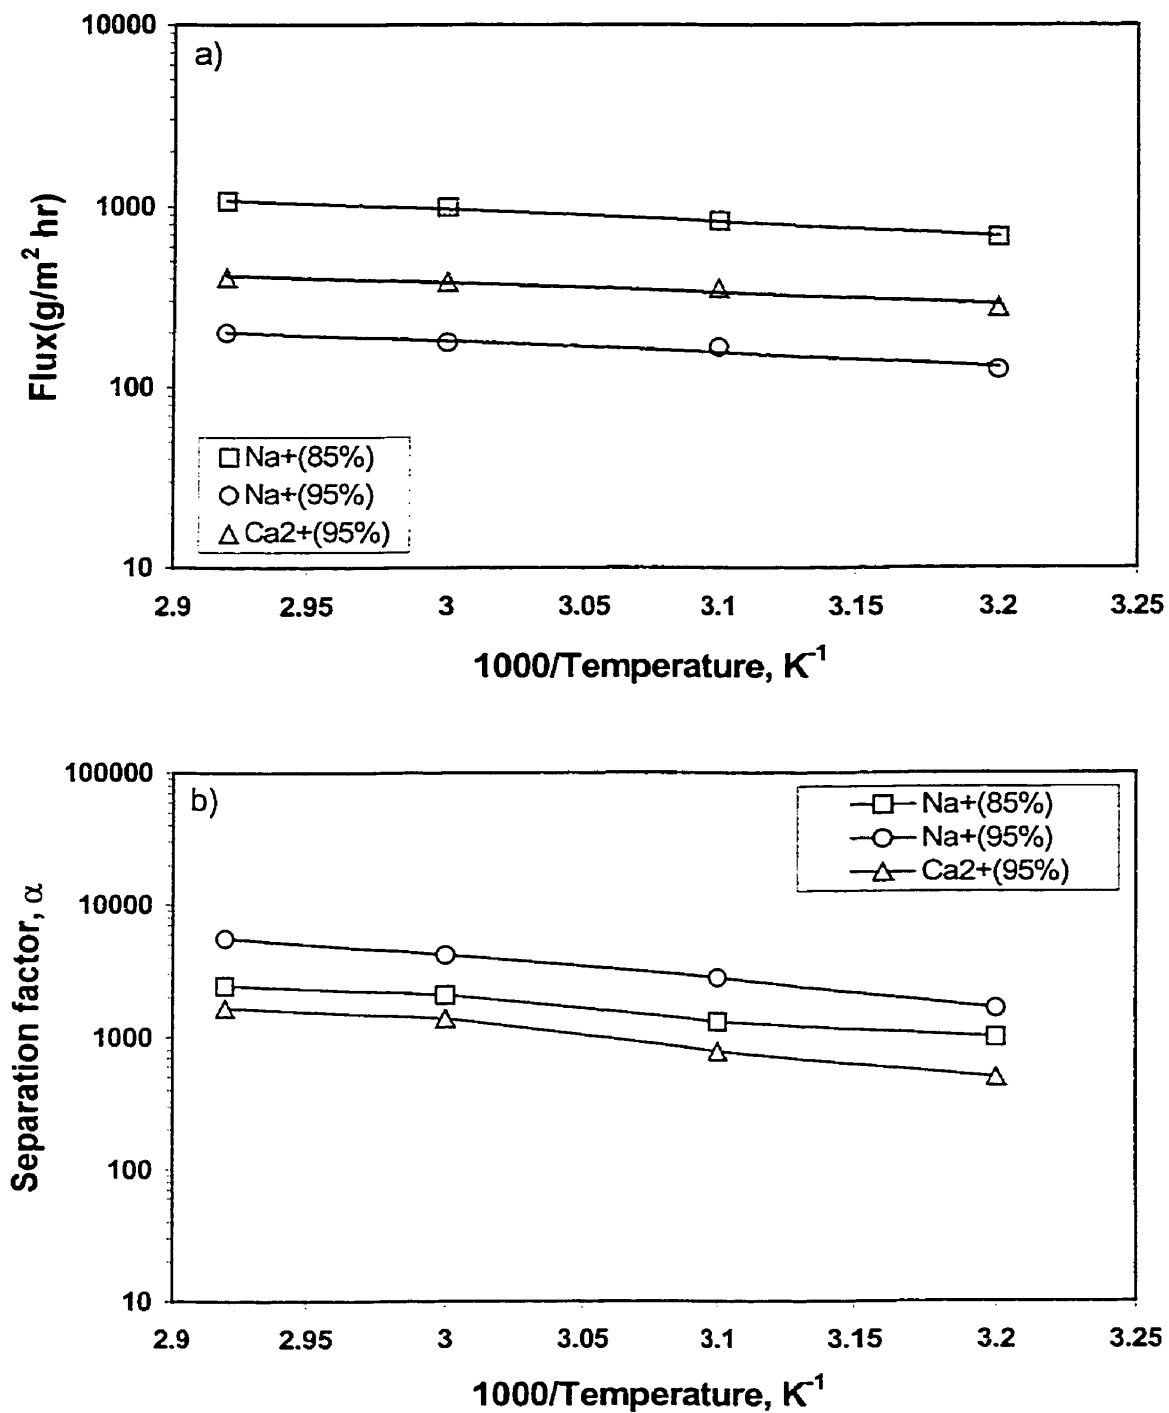 a)
10000
1000
100
10
Flux(g/m² hr)
Na+(85%)
Na+(95%)
Ca2+(95%)
2.9 2.95 3 3.05 3.1 3.15 3.2 3.25
1000/Temperature, K⁻¹
b)
100000
10000
1000
100
10
Separation factor, α
Na+(85%)
Na+(95%)
Ca2+(95%)
2.9 2.95 3 3.05 3.1 3.15 3.2 3.25
1000/Temperature, K⁻¹